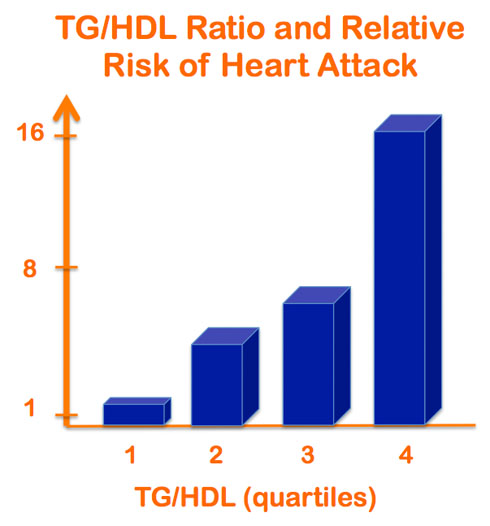 TG/HDL Ratio and Relative
Risk of Heart Attack
16
8
1
1 2 3 4
TG/HDL (quartiles)